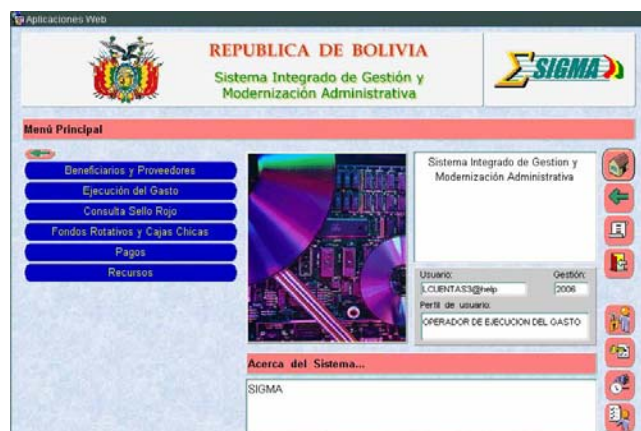 Aplicaciones Web
REPUBLICA DE BOLIVIA
Sistema Integrado de Gestión y
Modernización Administrativa
SIGMA
Menú Principal
Beneficiarios y Proveedores
Ejecución del Gasto
Consulta Sello Rojo
Fondos Rotativos y Cajas Chicas
Pagos
Recursos
Sistema Integrado de Gestion y
Modernización Administrativa
Usuario: Gestión:
LCUENTAS3@help 2006
Perfil de usuario:
OPERADOR DE EJECUCION DEL GASTO
Acerca del Sistema...
SIGMA